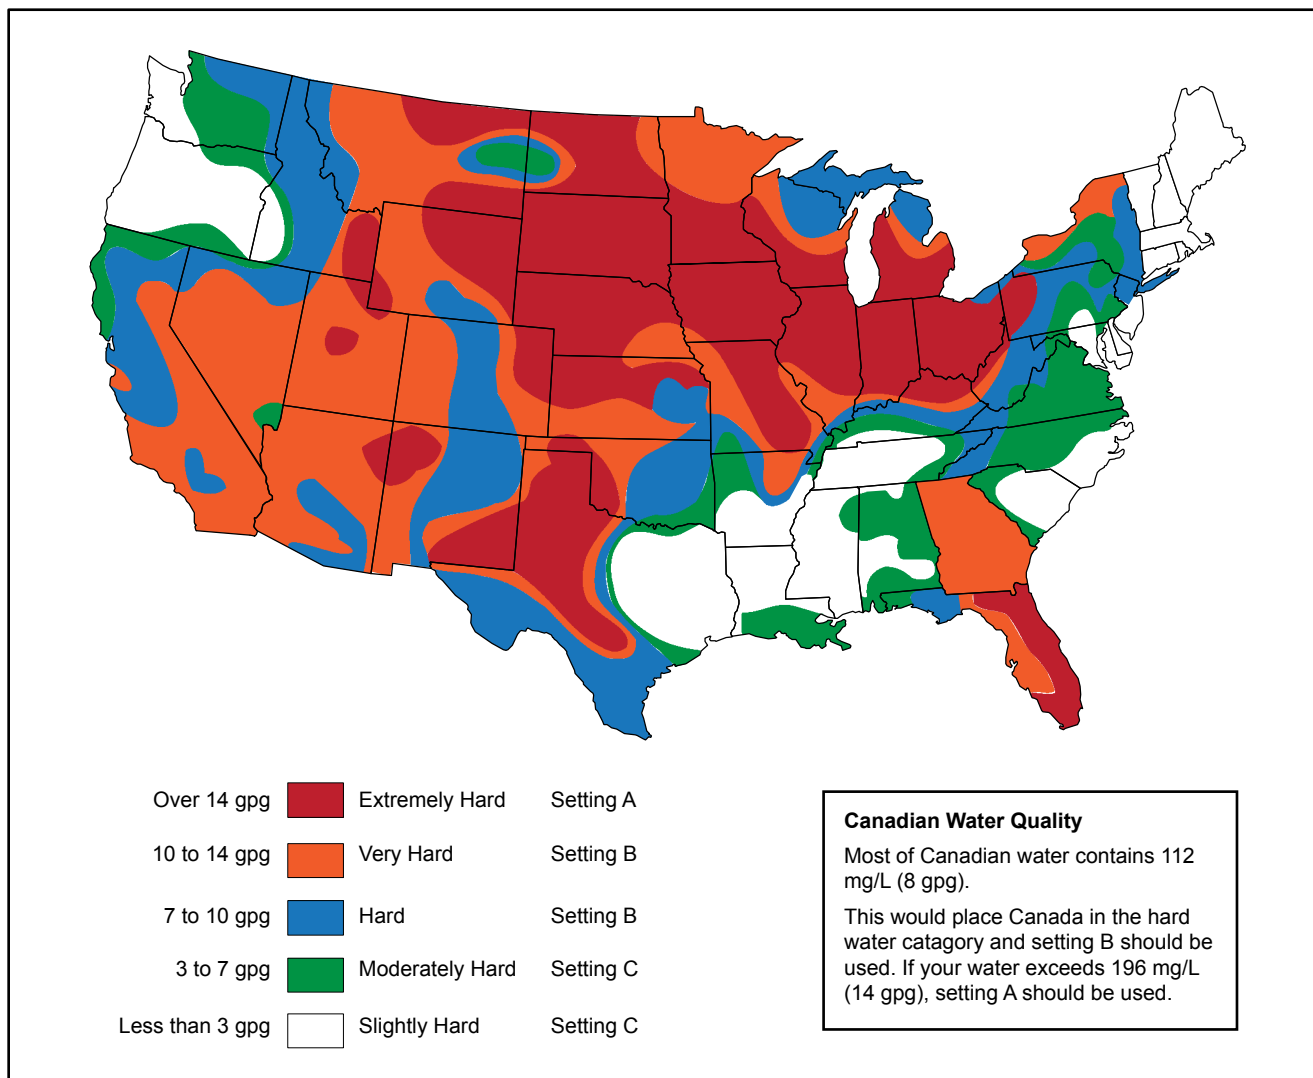 Over 14 gpg Extremely Hard Setting A
10 to 14 gpg Very Hard Setting B
7 to 10 gpg Hard Setting B
3 to 7 gpg Moderately Hard Setting C
Less than 3 gpg Slightly Hard Setting C
Canadian Water Quality
Most of Canadian water contains 112
mg/L (8 gpg).
This would place Canada in the hard
water catagory and setting B should be
used. If your water exceeds 196 mg/L
(14 gpg), setting A should be used.